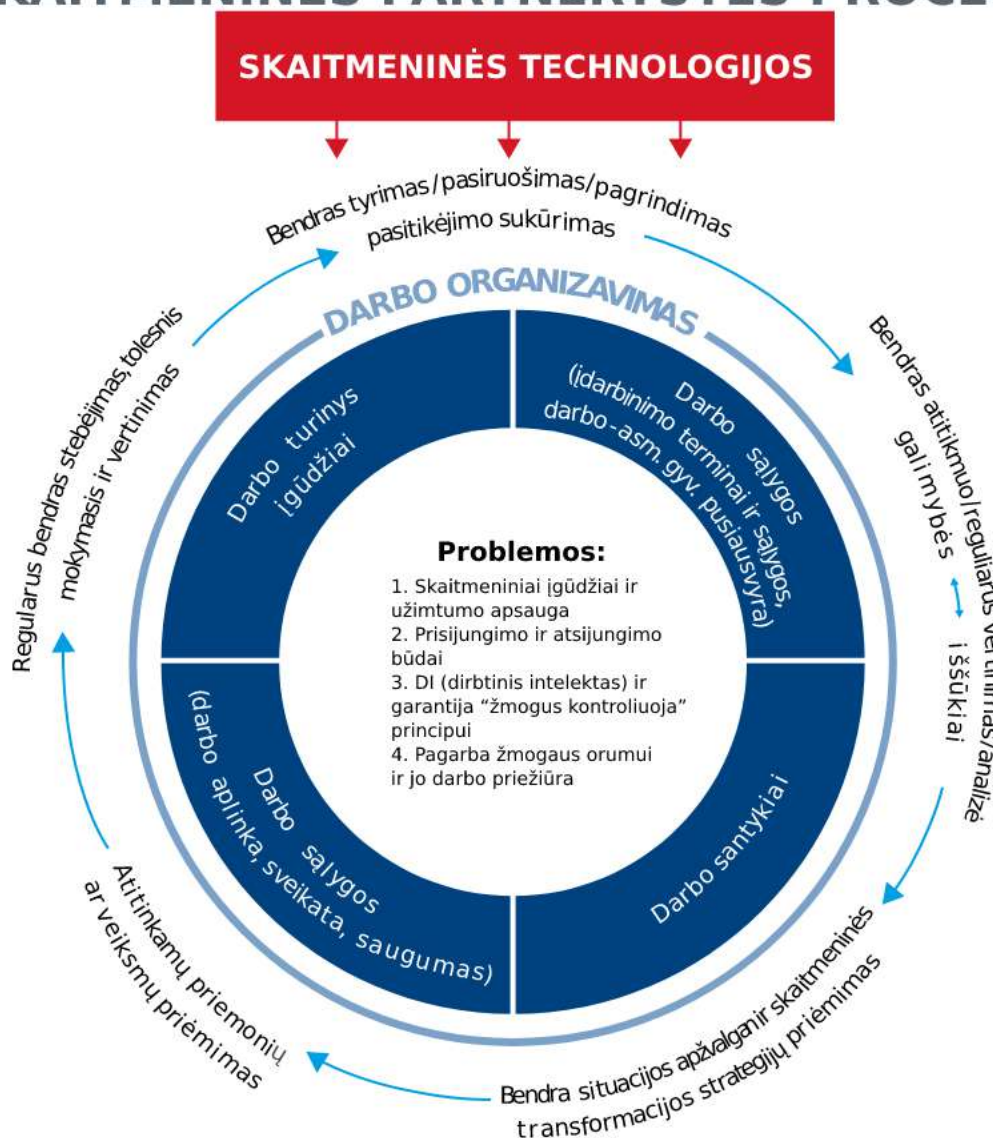 KAITMENINĖS PARTNERYSTĖS PROCE
SKAITMENINĖS TECHNOLOGIJOS
Bendras tyrimas/pasiruošimas/pagrindimas
pasitikėjimo sukūrimas
DARBO ORGANIZAVIMAS
Bendras atitikmuo/reguliarus vertinimas/analizė
galimybės
iššūkiai
Bendra situacijos apžvalganir skaitmeninės
transformacijos strategijų priėmimas
Atitinkamų priemonių
ar veiksmų priėmimas
Regularus bendras stebėjimas, tolesnis
mokymasis ir vertinimas
Darbo turinys
įgūdžiai
Darbo sąlygos
(įdarbinimo terminai ir sąlygos,
darbo-asm. gyv. pusiausvyra)
Darbo santykiai
Darbo sąlygos
(darbo aplinka, sveikata, saugumas)
Problemos:
1. Skaitmeniniai įgūdžiai ir
užimtumo apsauga
2. Prisijungimo ir atsijungimo
būdai
3. DI (dirbtinis intelektas) ir
garantija “žmogus kontroliuoja”
principui
4. Pagarba žmogaus orumui
ir jo darbo priežiūra